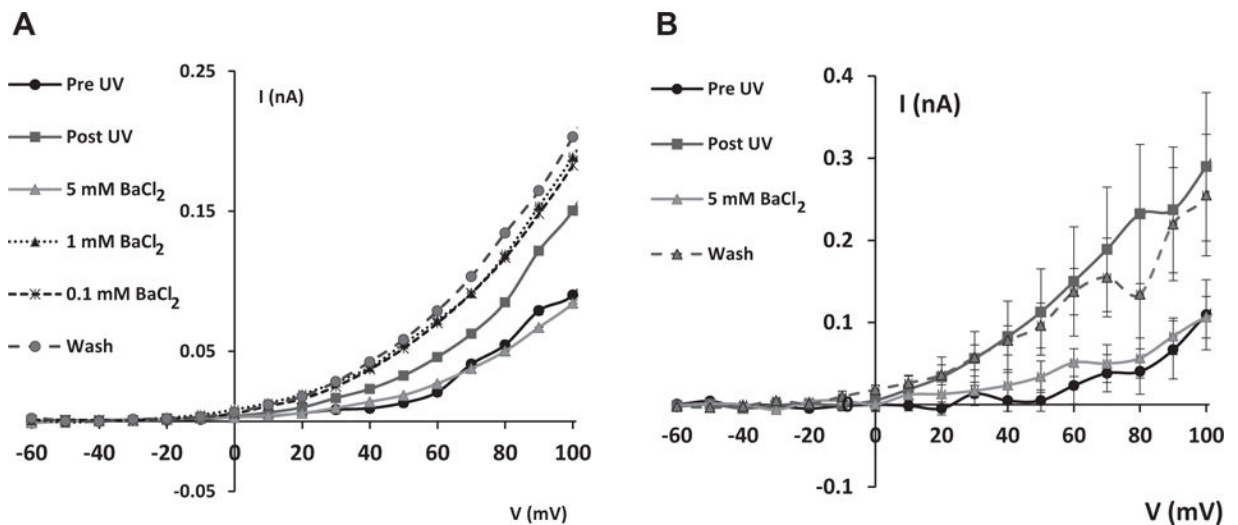 A
Pre UV
Post UV
5 mM BaCl2
1 mM BaCl2
0.1 mM BaCl2
Wash
I (nA)
0.25
0.15
0.05
-0.05
-60 -40 -20 0 20 40 60 80 100
V (mV)
B
Pre UV
Post UV
5 mM BaCl2
Wash
I (nA)
0.4
0.3
0.2
0.1
0
-0.1
-60 -40 -20 0 20 40 60 80 100
V (mV)